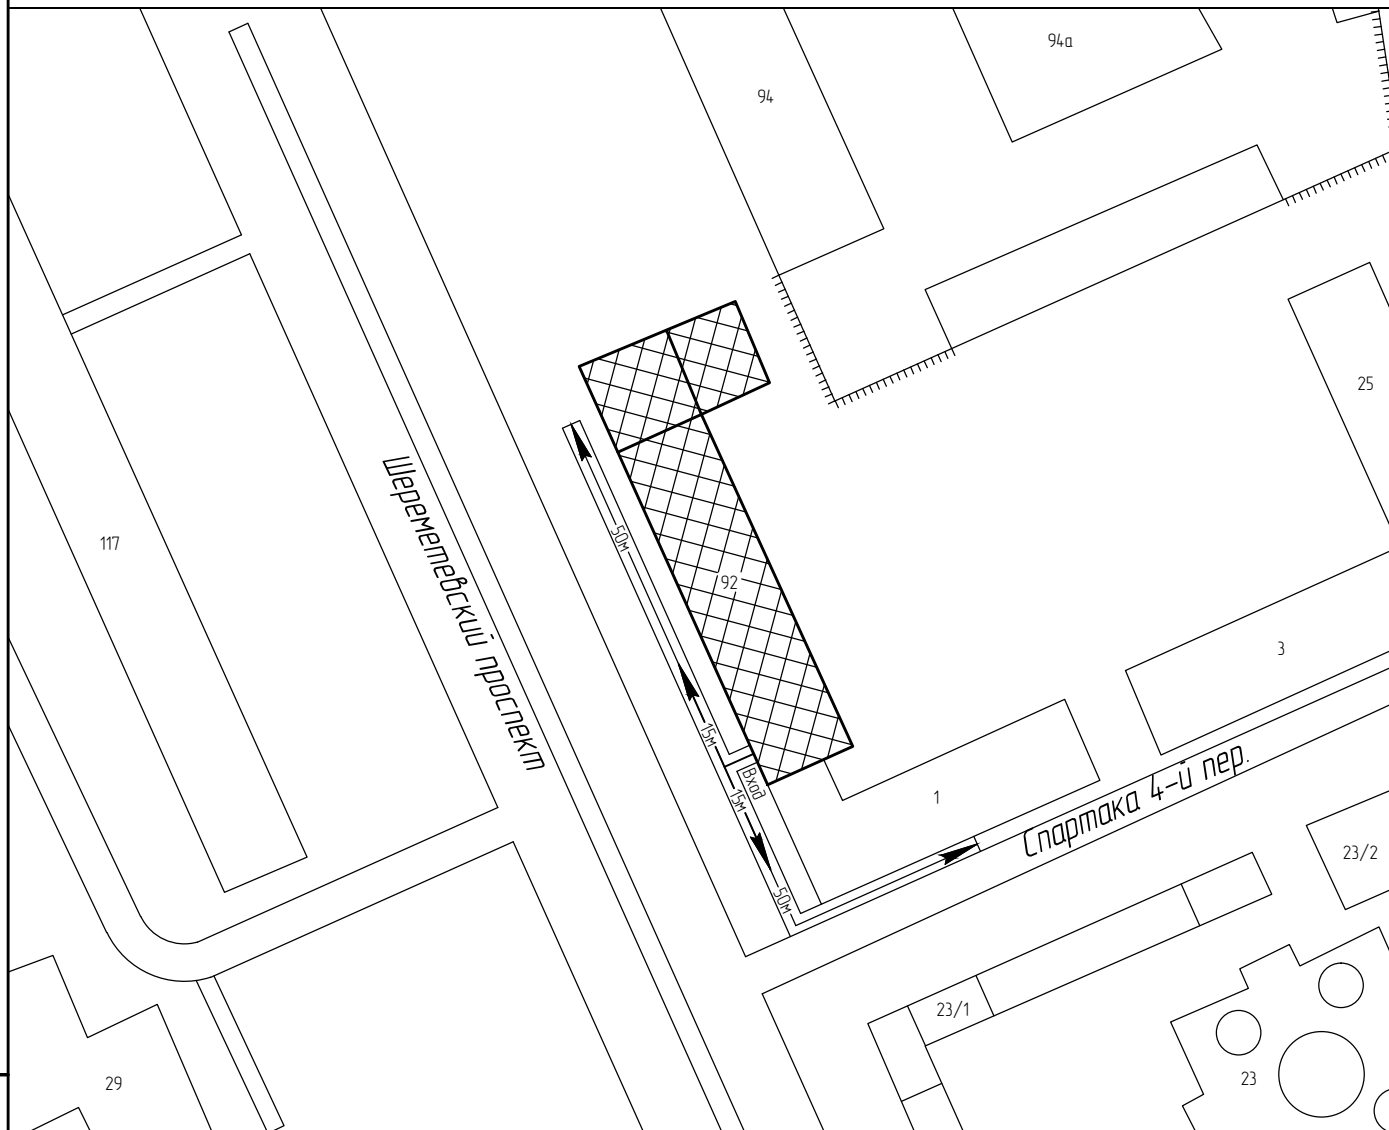 94а
94
25
Шереметевский проспект
50м
117
92
3
15м
Вход
15м
1
Спартака 4-й пер.
23/2
50м
23/1
23
29